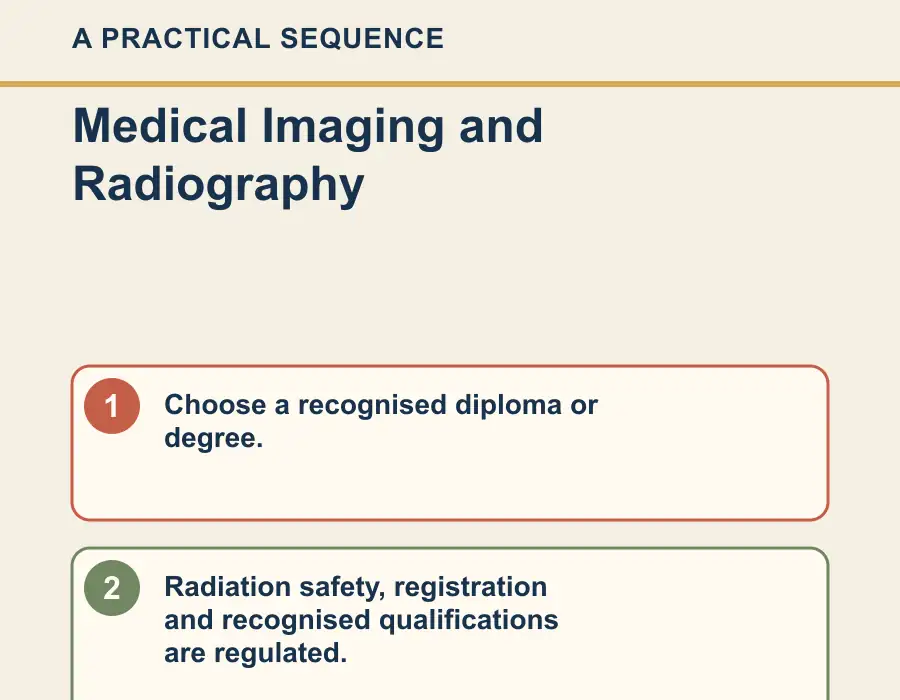 A PRACTICAL SEQUENCE
Medical Imaging and
Radiography
1
Choose a recognised diploma or
degree.
2
Radiation safety, registration
and recognised qualifications
are regulated.